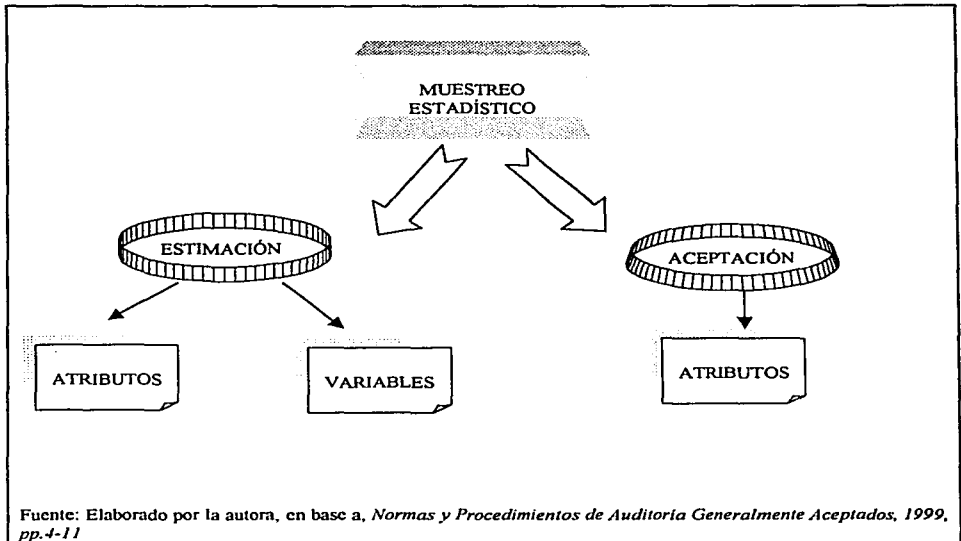 MUESTREO
ESTADÍSTICO
ESTIMACIÓN
ACEPTACIÓN
ATRIBUTOS
VARIABLES
ATRIBUTOS
Fuente: Elaborado por la autora, en base a, Normas y Procedimientos de Auditoría Generalmente Aceptados, 1999,
pp.4-11